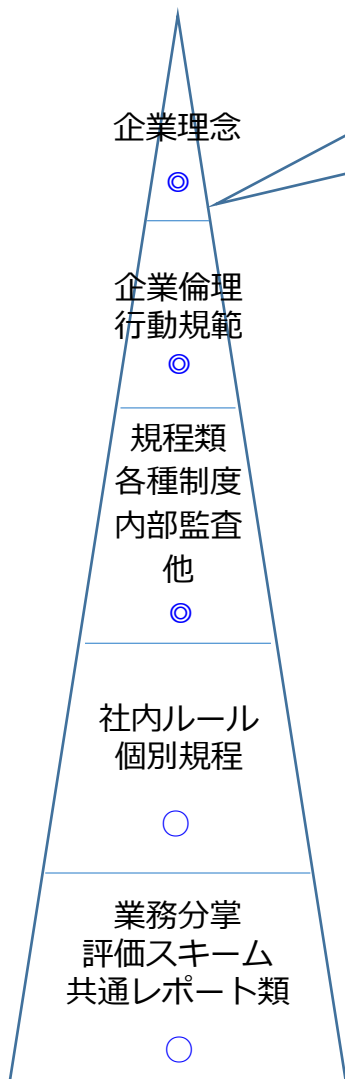 企業理念
◎
企業倫理
行動規範
◎
規程類
各種制度
内部監査
他
◎
社内ルール
個別規程
○
業務分掌
評価スキーム
共通レポート類
○